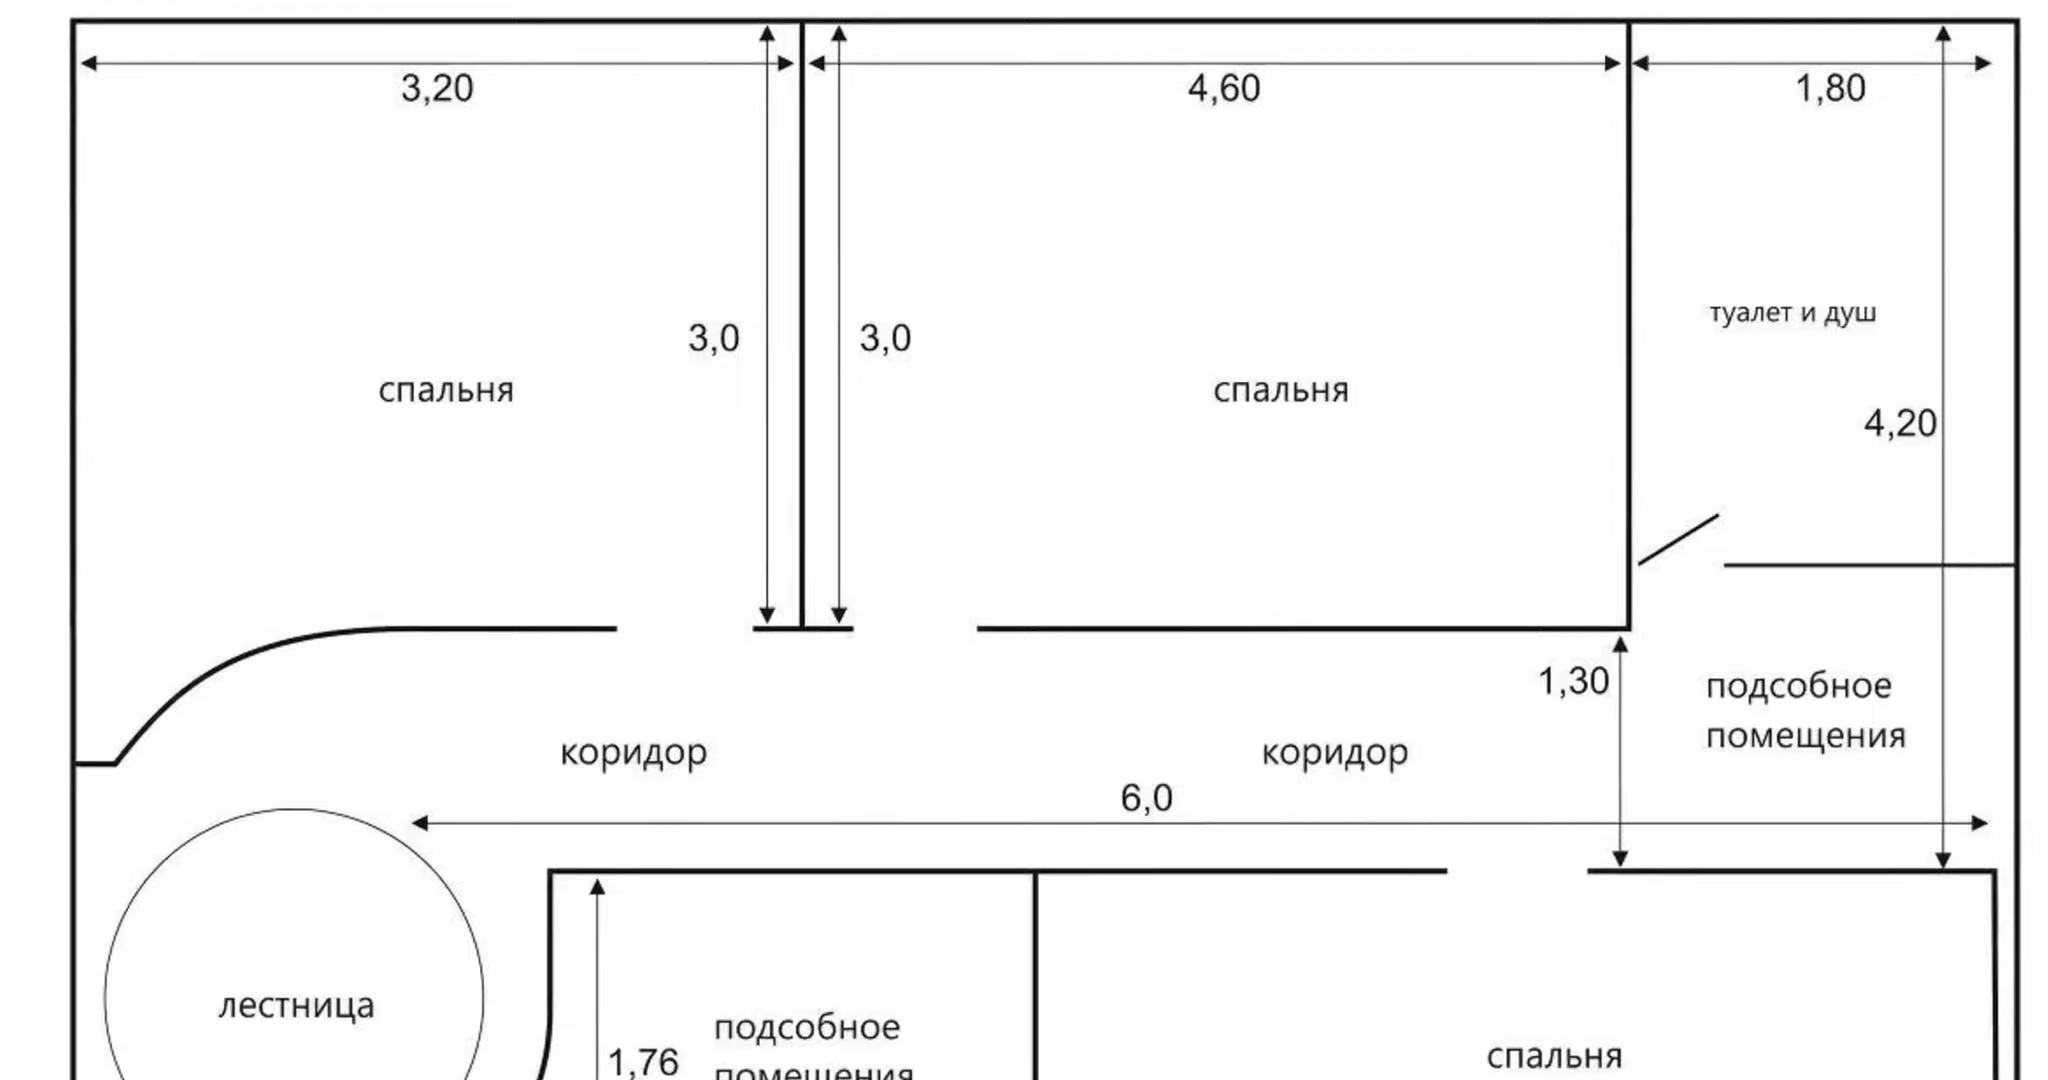 3,20
4,60
1,80
туалет и душ
3,0
3,0
спальня
спальня
4,20
1,30
подсобное
помещения
коридор
коридор
6,0
лестница
подсобное
помещения
1,76
спальня